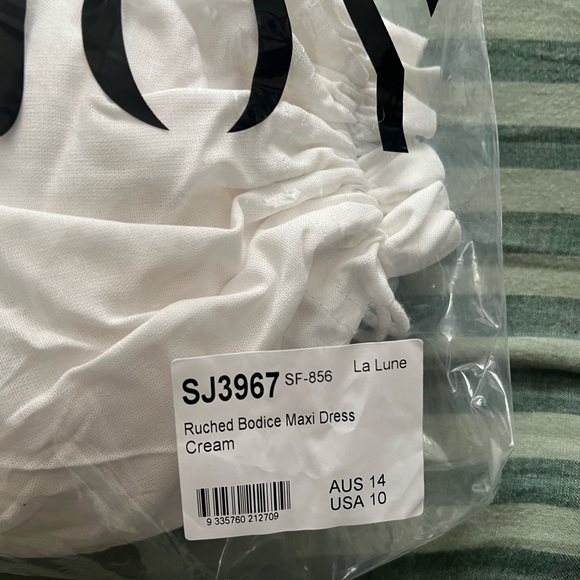 SJ3967 SF-856 La Lune
Ruched Bodice Maxi Dress
Cream
AUS 14
USA 10
9 335760 212709